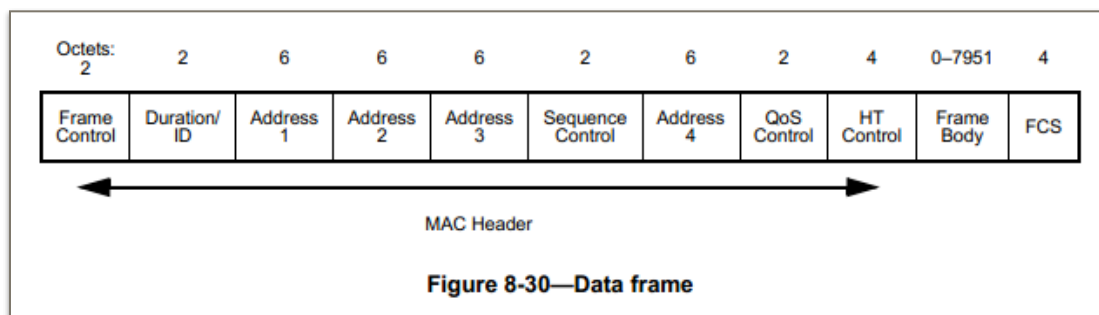 Octets:
2 2 6 6 6 2 6 2 4 0–7951 4
Frame Control Duration/ ID Address 1 Address 2 Address 3 Sequence Control Address 4 QoS Control HT Control Frame Body FCS
MAC Header
Figure 8-30—Data frame